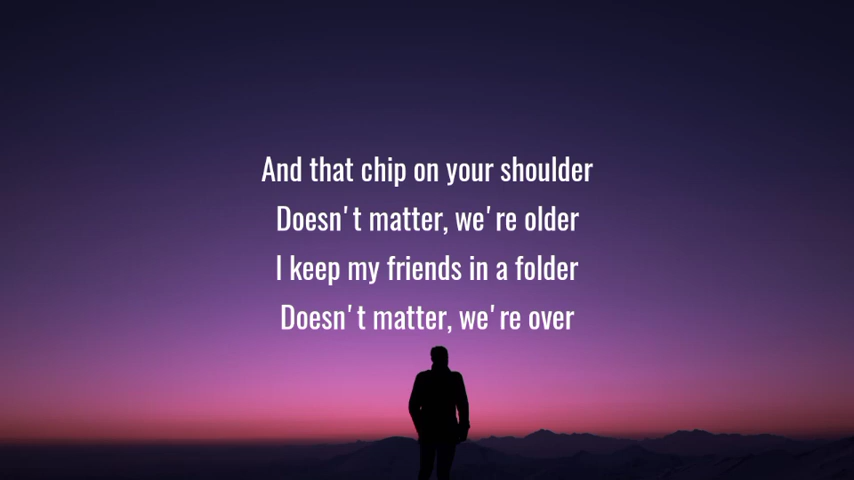 And that chip on your shoulder
Doesn't matter, we're older
I keep my friends in a folder
Doesn't matter, we're over